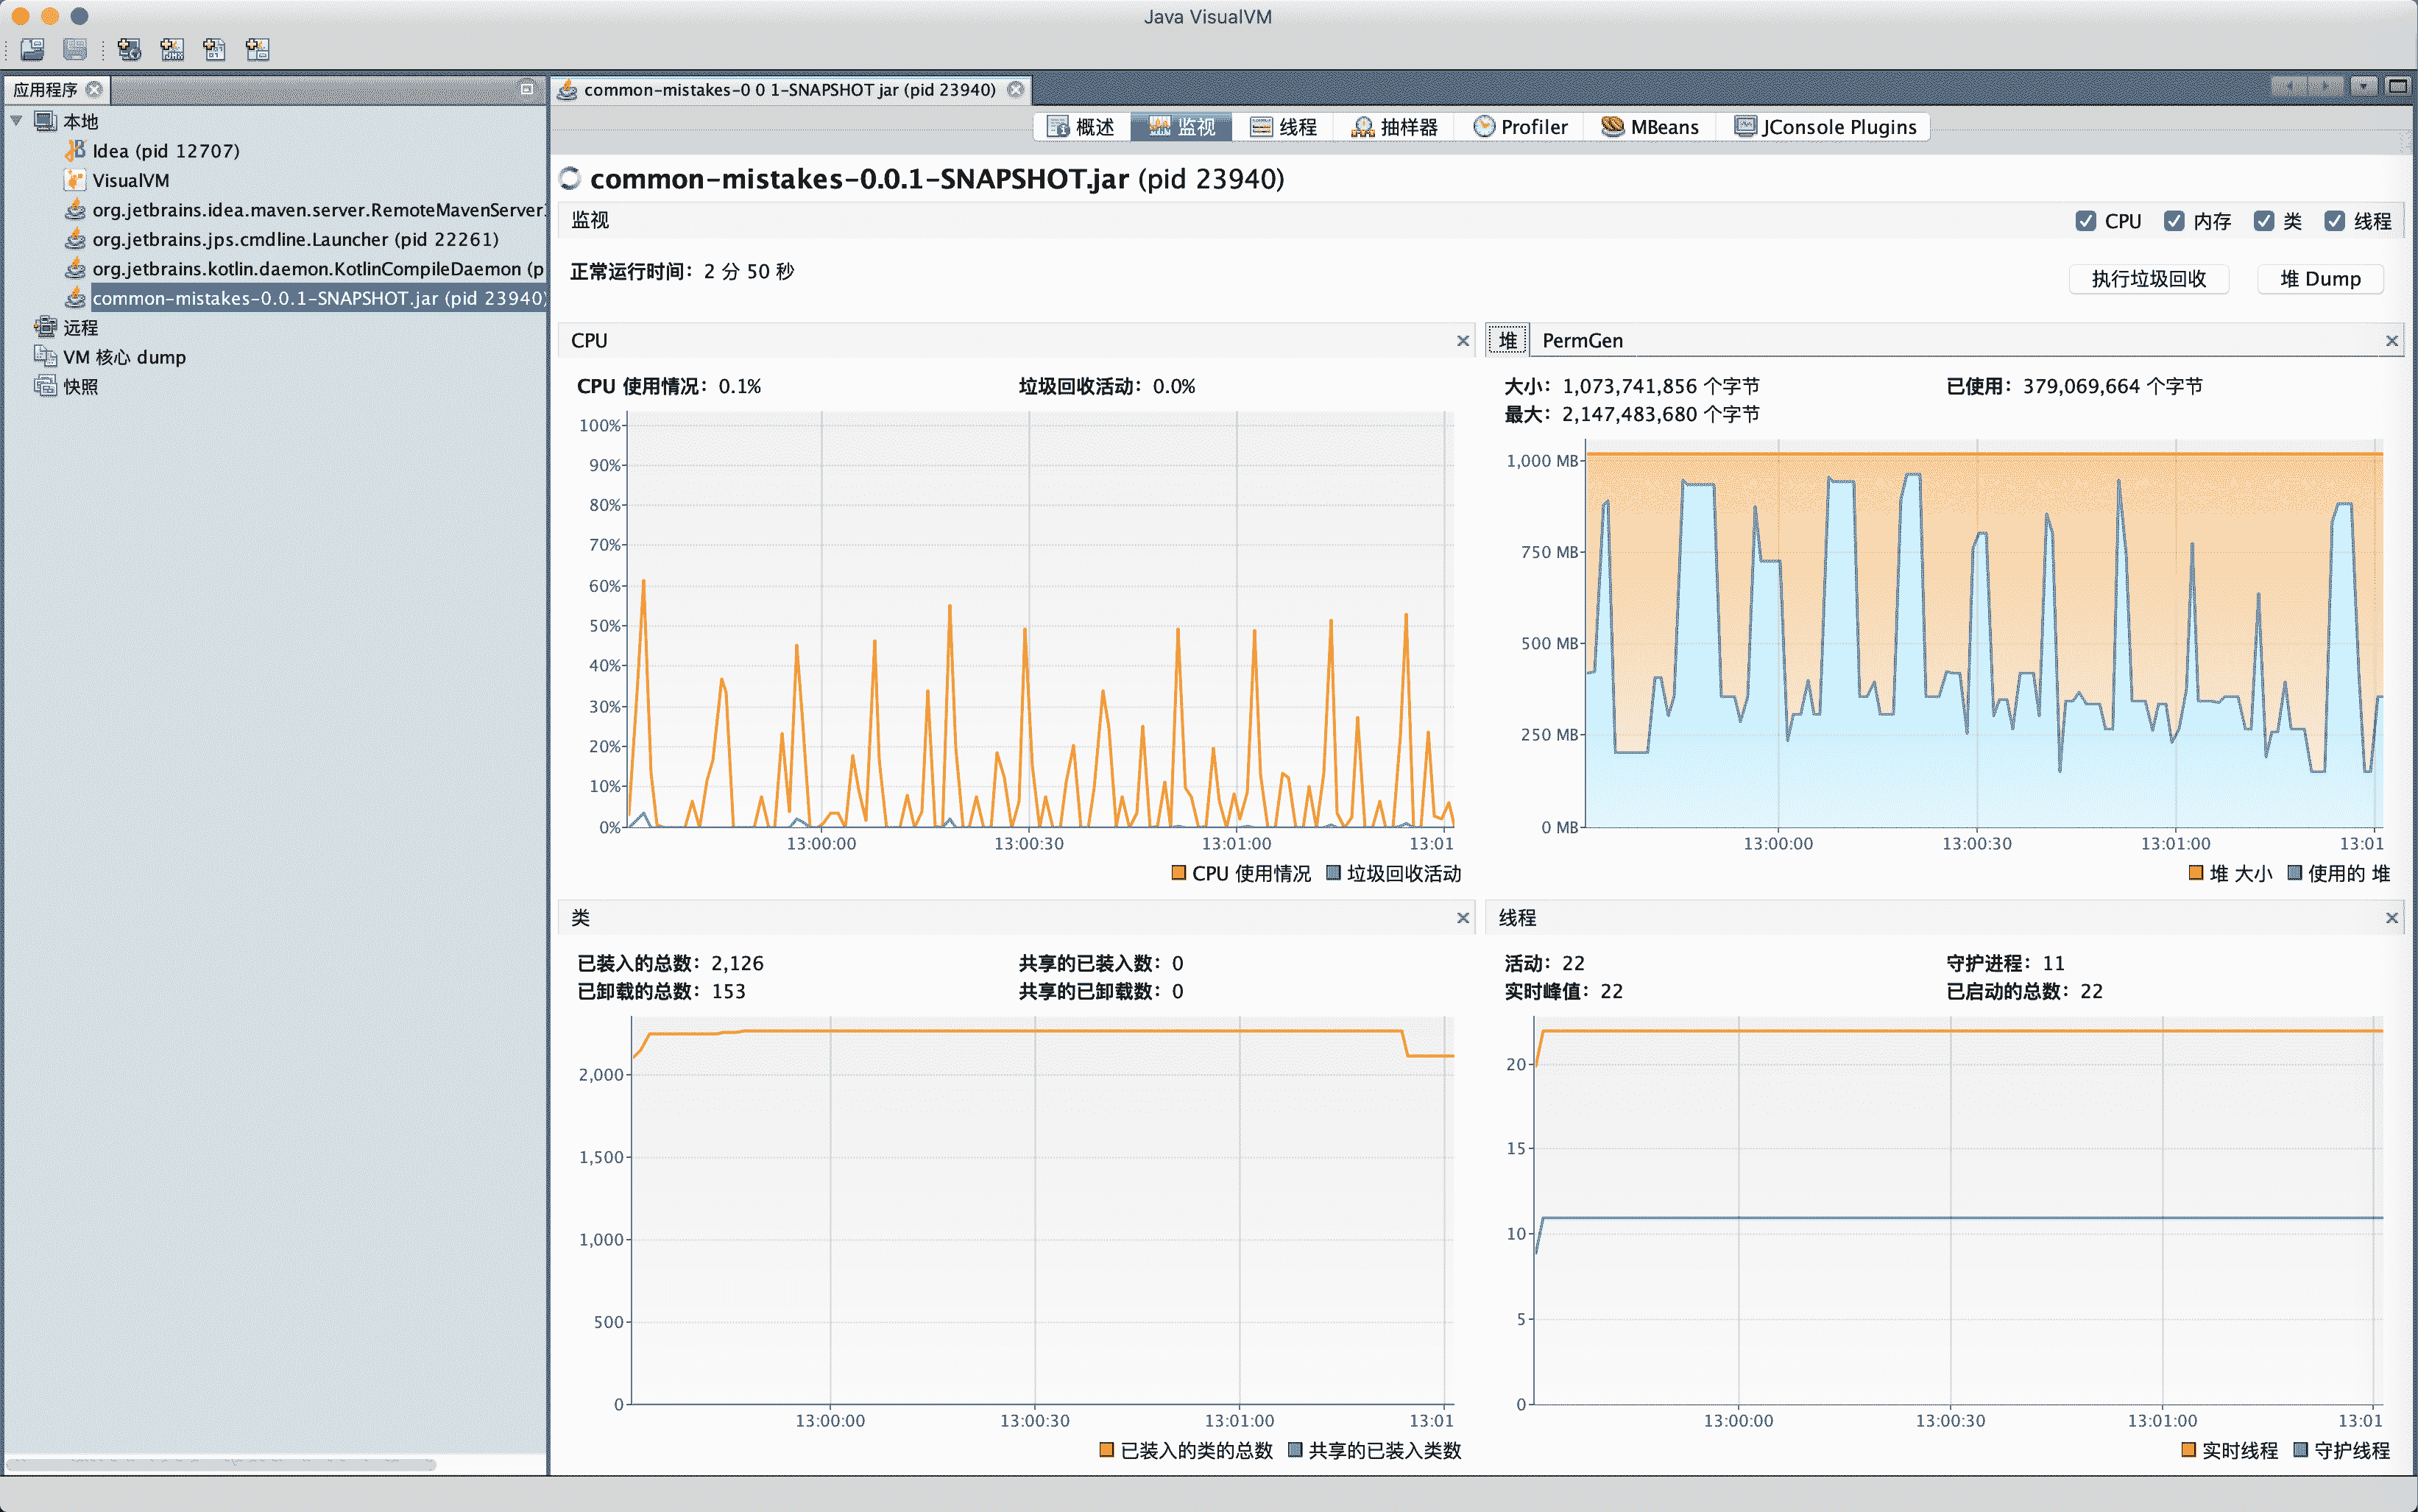 Java VisualVM
应用程序
本地
Idea (pid 12707)
VisualVM
org.jetbrains.idea.maven.server.RemoteMavenServer
org.jetbrains.jps.cmdline.Launcher (pid 22261)
org.jetbrains.kotlin.daemon.KotlinCompileDaemon (p
common-mistakes-0.0.1-SNAPSHOT.jar (pid 23940)
远程
VM 核心 dump
快照
common-mistakes-0 0 1-SNAPSHOT jar (pid 23940)
概述 监视 线程 抽样器 Profiler MBeans JConsole Plugins
common-mistakes-0.0.1-SNAPSHOT.jar (pid 23940)
监视 CPU 内存 类 线程
正常运行时间： 2 分 50 秒
执行垃圾回收 堆 Dump
CPU
CPU 使用情况： 0.1% 垃圾回收活动： 0.0%
100%
90%
80%
70%
60%
50%
40%
30%
20%
10%
0%
13:00:00 13:00:30 13:01:00 13:01
CPU 使用情况 垃圾回收活动
堆 PermGen
大小： 1,073,741,856 个字节 已使用： 379,069,664 个字节
最大： 2,147,483,680 个字节
1,000 MB
750 MB
500 MB
250 MB
0 MB
13:00:00 13:00:30 13:01:00 13:01
堆 大小 使用的 堆
类
已装入的总数： 2,126 共享的已装入数： 0
已卸载的总数： 153 共享的已卸载数： 0
2,000
1,500
1,000
500
0
13:00:00 13:00:30 13:01:00 13:01
已装入的类的总数 共享的已装入类数
线程
活动： 22 守护进程： 11
实时峰值： 22 已启动的总数： 22
20
15
10
5
0
13:00:00 13:00:30 13:01:00 13:01
实时线程 守护线程